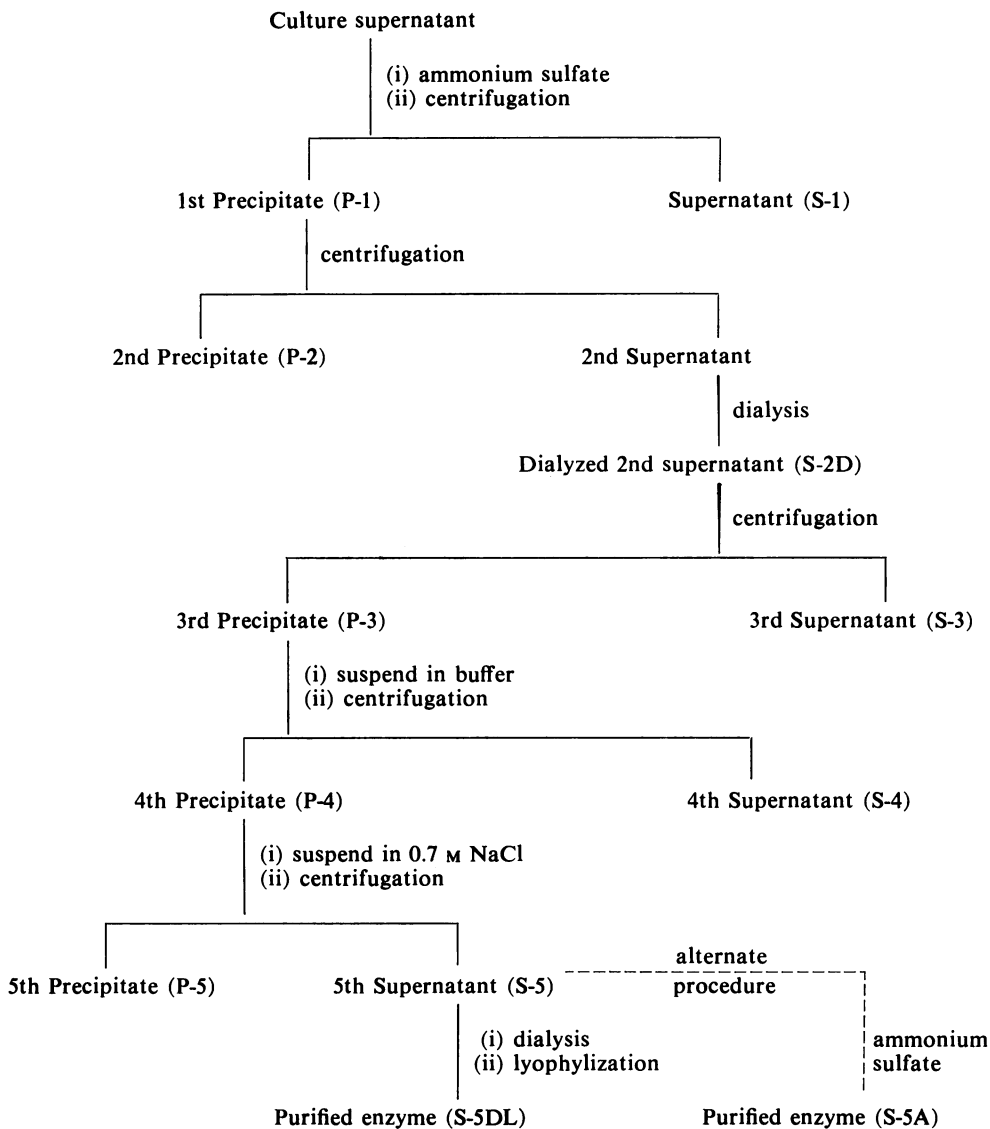 Culture supernatant
(i) ammonium sulfate
(ii) centrifugation
1st Precipitate (P-1)
Supernatant (S-1)
centrifugation
2nd Precipitate (P-2)
2nd Supernatant
dialysis
Dialyzed 2nd supernatant (S-2D)
centrifugation
3rd Precipitate (P-3)
3rd Supernatant (S-3)
(i) suspend in buffer
(ii) centrifugation
4th Precipitate (P-4)
4th Supernatant (S-4)
(i) suspend in 0.7 M NaCl
(ii) centrifugation
5th Precipitate (P-5)
5th Supernatant (S-5)
alternate
procedure
(i) dialysis
(ii) lyophylization
ammonium
sulfate
Purified enzyme (S-5DL)
Purified enzyme (S-5A)